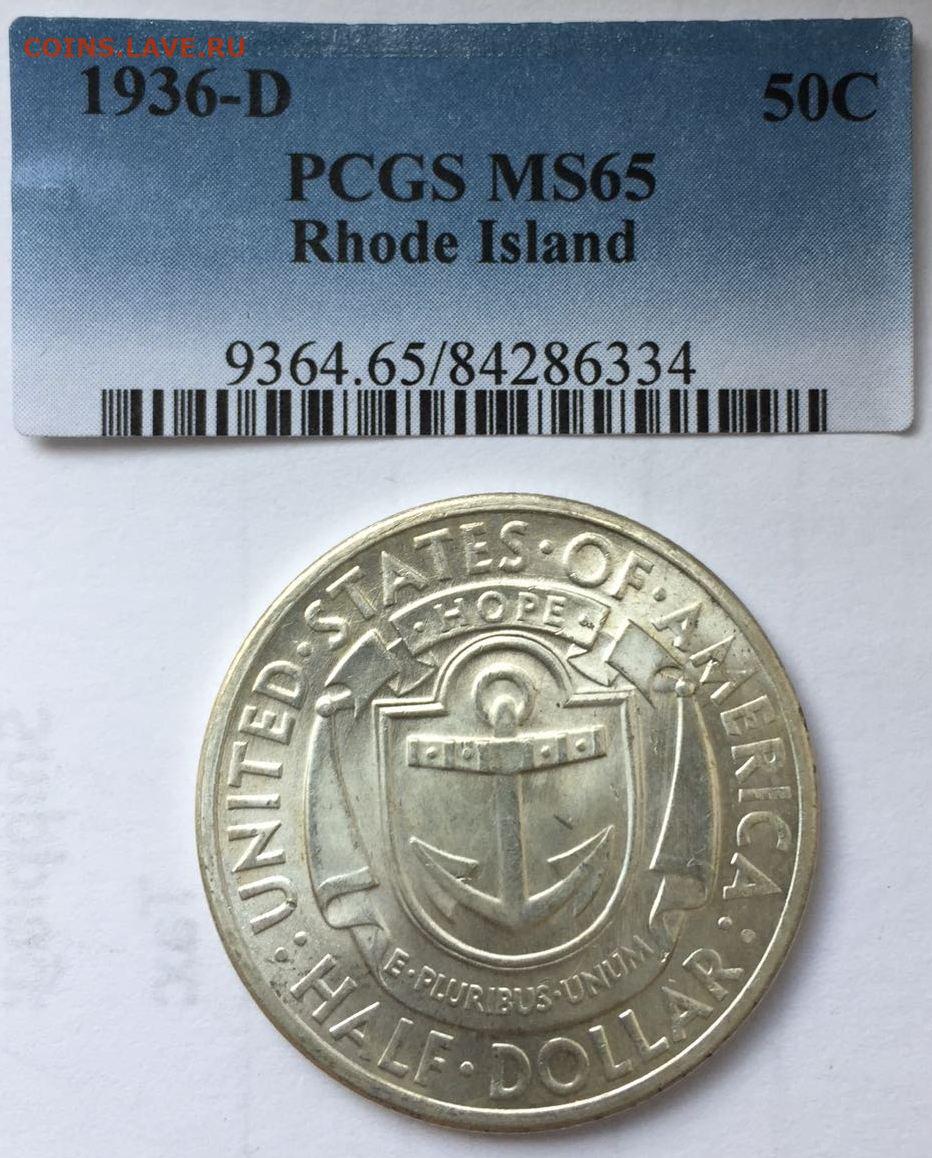 COINS.LAVE.RU
1936-D 50C
PCGS MS65
Rhode Island
9364.65/84286334
UNITED·STATES·OF·AMERICA
HOPE
E·PLURIBUS·UNUM
HALF·DOLLAR